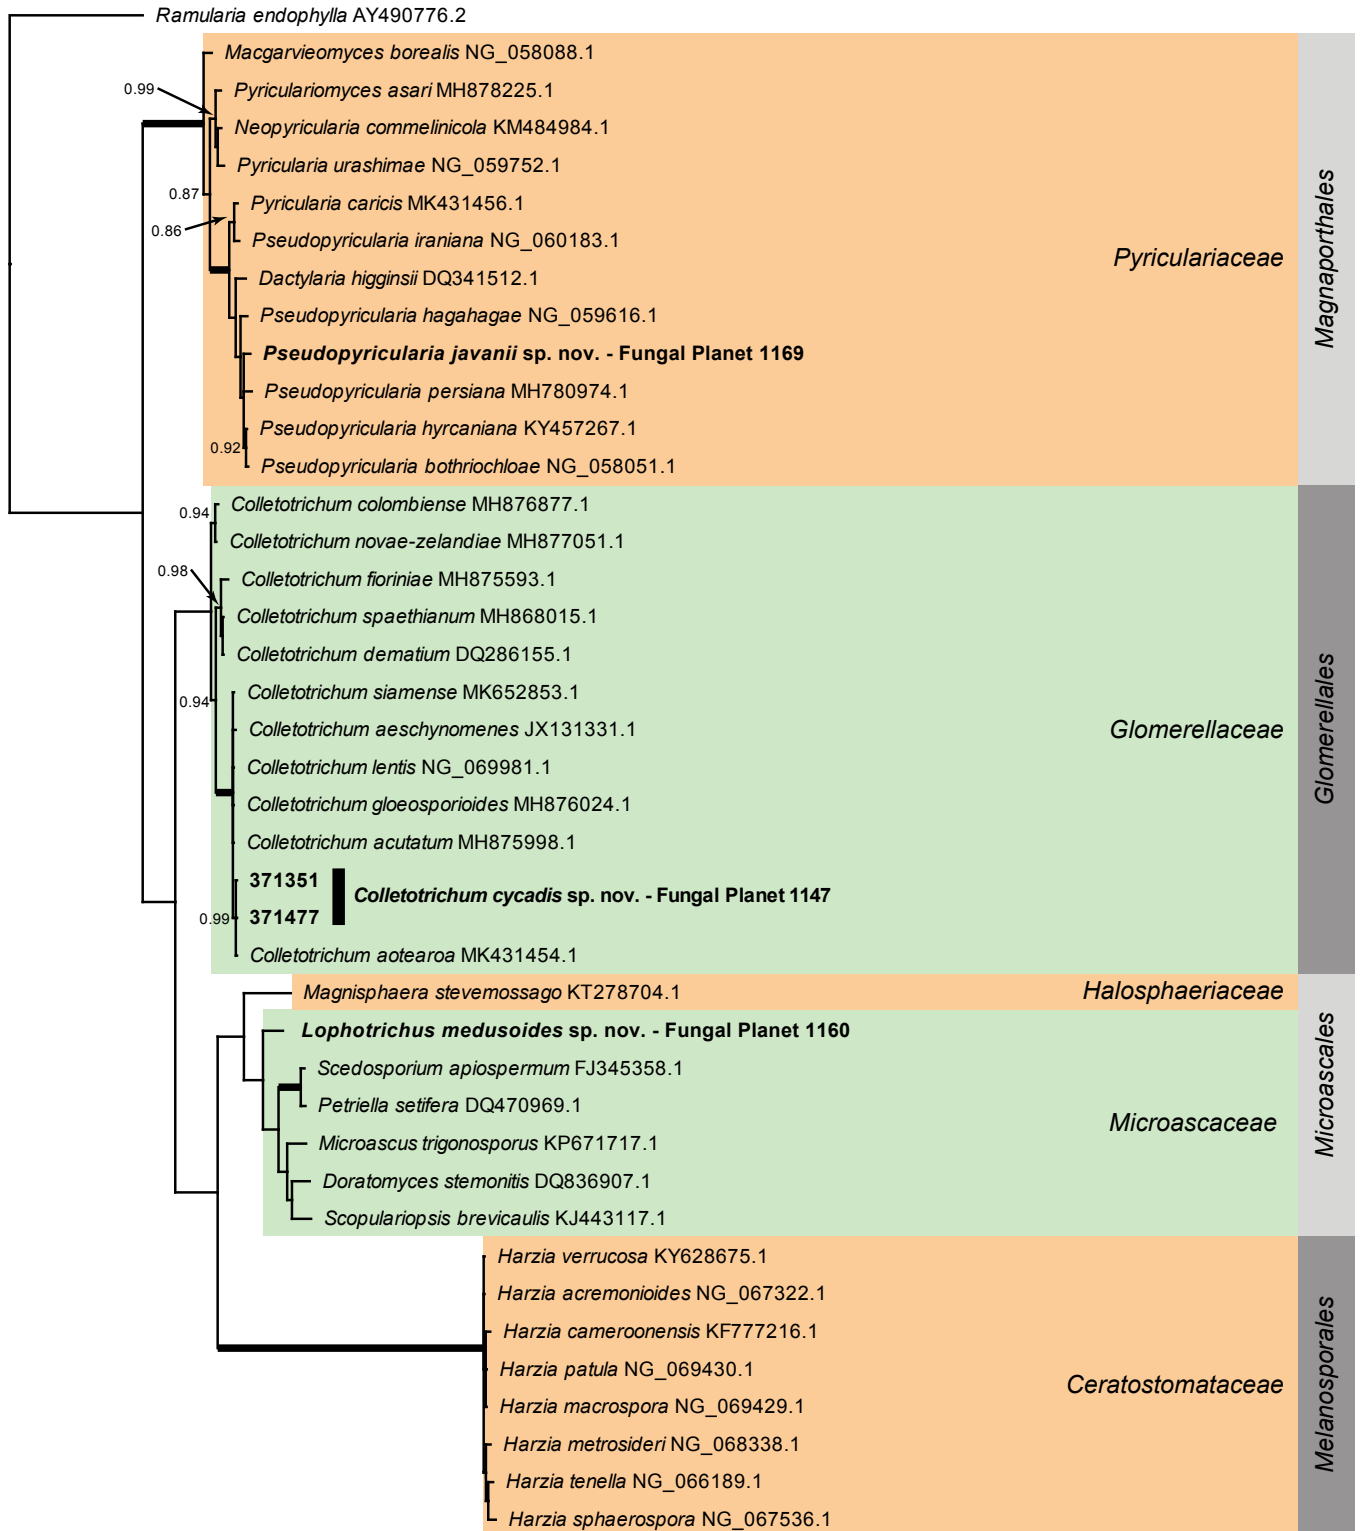 Ramularia endophylla AY490776.2
Macgarvieomyces borealis NG_058088.1
0.99
Pyriculariomyces asari MH878225.1
Neopyricularia commelinicola KM484984.1
Pyricularia urashimae NG_059752.1
0.87
Pyricularia caricis MK431456.1
0.86
Pseudopyricularia iraniana NG_060183.1
Pyriculariaceae
Magnaporthales
Dactylaria higginsii DQ341512.1
Pseudopyricularia hagahagae NG_059616.1
Pseudopyricularia javanii sp. nov. - Fungal Planet 1169
Pseudopyricularia persiana MH780974.1
Pseudopyricularia hyrcaniana KY457267.1
0.92
Pseudopyricularia bothriochloae NG_058051.1
Colletotrichum colombiense MH876877.1
0.94
Colletotrichum novae-zelandiae MH877051.1
0.98
Colletotrichum fioriniae MH875593.1
Colletotrichum spaethianum MH868015.1
Colletotrichum dematium DQ286155.1
Colletotrichum siamense MK652853.1
0.94
Colletotrichum aeschynomenes JX131331.1
Glomerellaceae
Glomerellales
Colletotrichum lentis NG_069981.1
Colletotrichum gloeosporioides MH876024.1
Colletotrichum acutatum MH875998.1
371351
Colletotrichum cycadis sp. nov. - Fungal Planet 1147
0.99
371477
Colletotrichum aotearoa MK431454.1
Magnisphaera stevemossago KT278704.1
Halosphaeriaceae
Lophotrichus medusoides sp. nov. - Fungal Planet 1160
Scedosporium apiospermum FJ345358.1
Microascales
Petriella setifera DQ470969.1
Microascaceae
Microascus trigonosporus KP671717.1
Doratomyces stemonitis DQ836907.1
Scopulariopsis brevicaulis KJ443117.1
Harzia verrucosa KY628675.1
Harzia acremonioides NG_067322.1
Harzia cameroonensis KF777216.1
Harzia patula NG_069430.1
Ceratostomataceae
Melanosporales
Harzia macrospora NG_069429.1
Harzia metrosideri NG_068338.1
Harzia tenella NG_066189.1
Harzia sphaerospora NG_067536.1